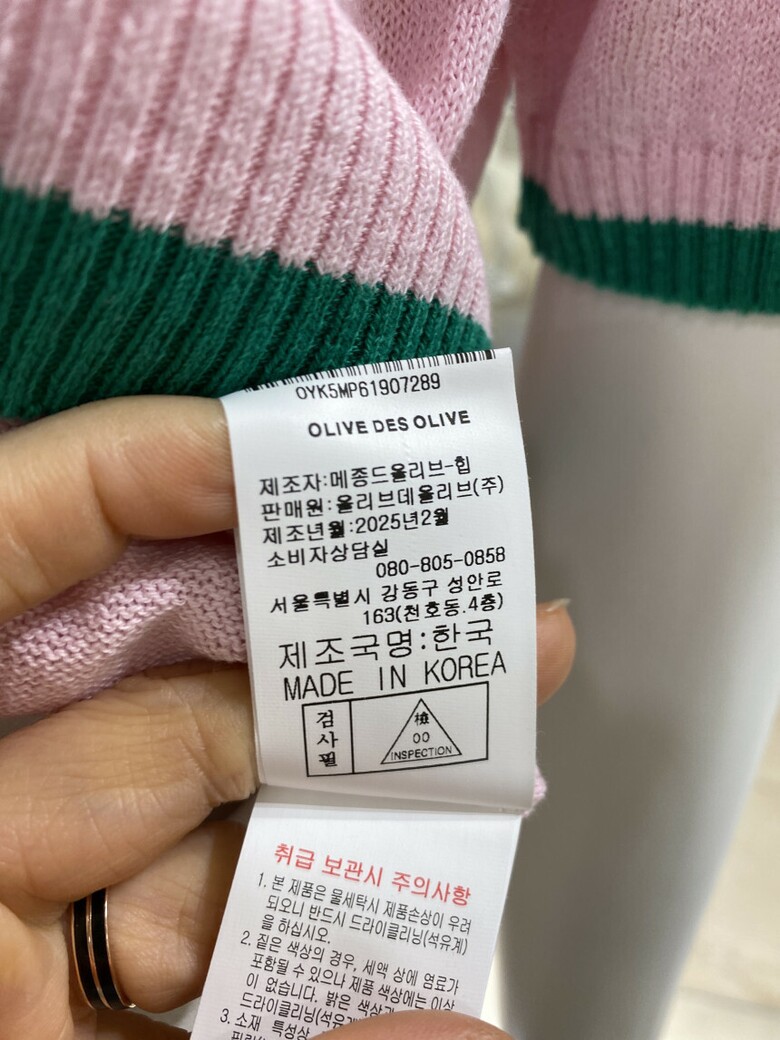 OYK5MP61907289
OLIVE DES OLIVE
제조자:메종드올리브-힙
판매원:올리브데올리브(주)
제조년월:2025년2월
소비자상담실
080-805-0858
서울특별시 강동구 성안로
163(천호동.4층)
제조국명:한국
MADE IN KOREA
검사필
檢
00
INSPECTION
취급 보관시 주의사항
1. 본 제품은 물세탁시 제품손상이 우려
되오니 반드시 드라이클리닝(석유계)
을 하십시오.
2. 짙은 색상의 경우, 세액 상에 염료가
포함될 수 있으나 제품 색상에는 이상
이 없습니다. 밝은 색상과
드라이클리닝(석유계
3. 소재 특성상